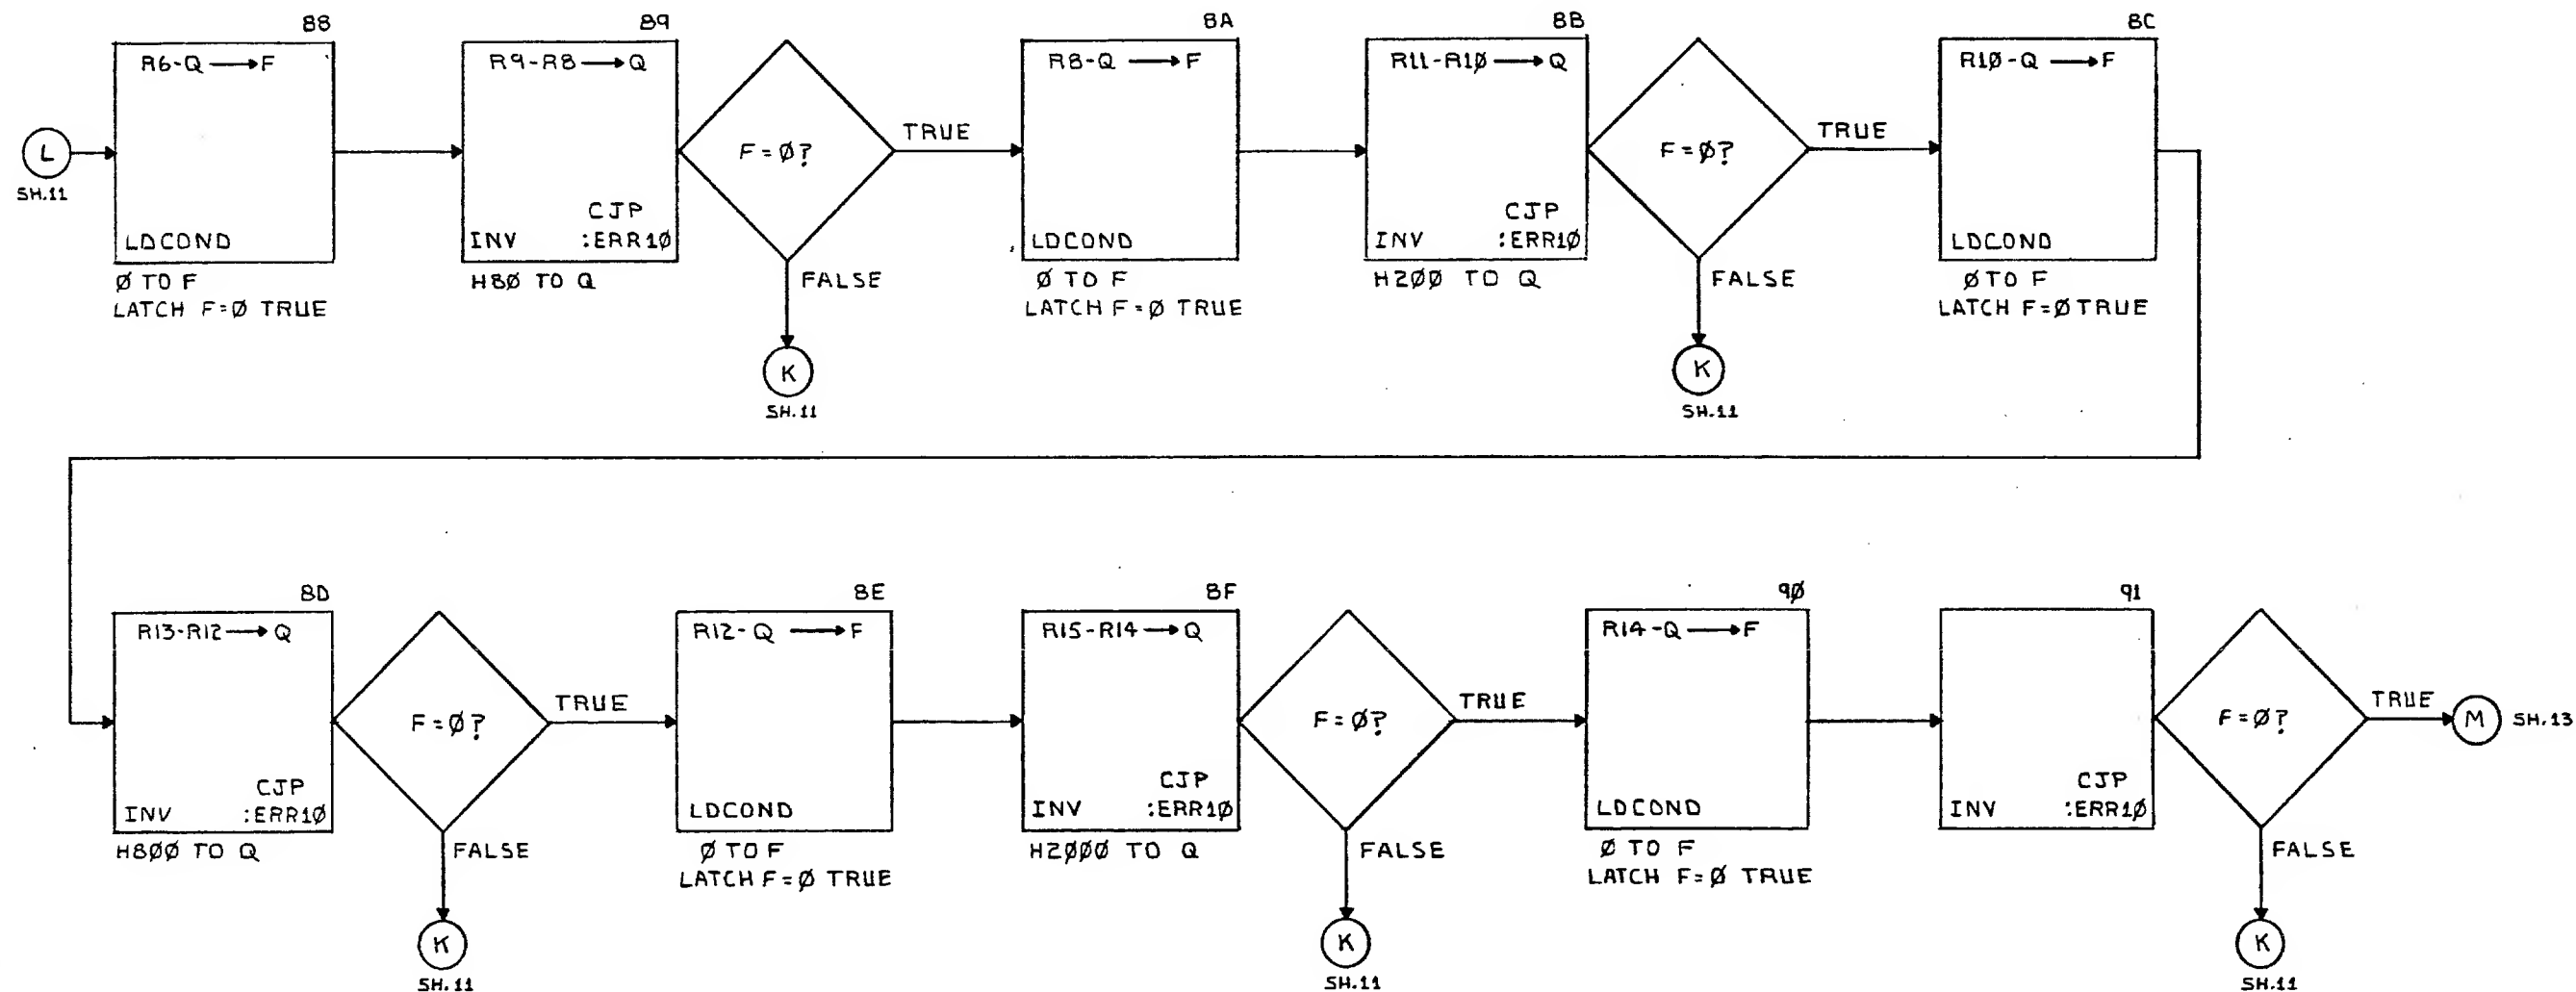 88
R6-Q → F
LDCOND
Ø TO F
LATCH F=Ø TRUE
L
SH.11
89
R9-R8 → Q
CJP
INV :ERR1Ø
H8Ø TO Q
F=Ø?
TRUE
FALSE
K
SH.11
8A
R8-Q → F
LDCOND
Ø TO F
LATCH F=Ø TRUE
8B
R11-R1Ø → Q
CJP
INV :ERR1Ø
H2ØØ TO Q
F=Ø?
TRUE
FALSE
K
SH.11
8C
R1Ø-Q → F
LDCOND
Ø TO F
LATCH F=Ø TRUE
8D
R13-R12 → Q
CJP
INV :ERR1Ø
H8ØØ TO Q
F=Ø?
TRUE
FALSE
K
SH.11
8E
R12-Q → F
LDCOND
Ø TO F
LATCH F=Ø TRUE
8F
R15-R14 → Q
CJP
INV :ERR1Ø
H2ØØØ TO Q
F=Ø?
TRUE
FALSE
K
SH.11
9Ø
R14-Q → F
LDCOND
Ø TO F
LATCH F=Ø TRUE
91
CJP
INV :ERR1Ø
F=Ø?
TRUE
M
SH.13
FALSE
K
SH.11